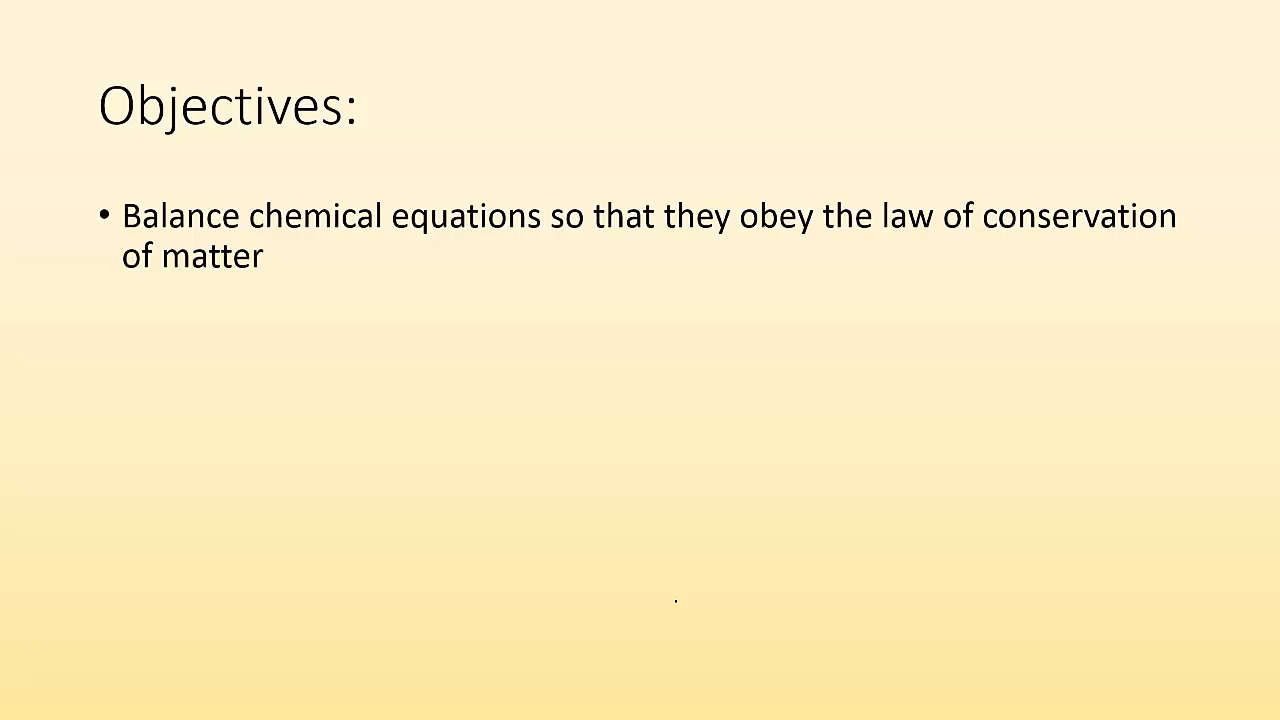 Objectives:
• Balance chemical equations so that they obey the law of conservation
of matter
.